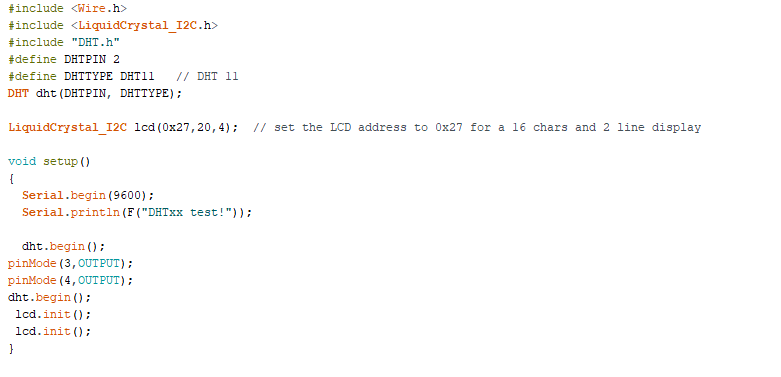 #include <Wire.h>
#include <LiquidCrystal_I2C.h>
#include "DHT.h"
#define DHTPIN 2
#define DHTTYPE DHT11   // DHT 11
DHT dht(DHTPIN, DHTTYPE);

LiquidCrystal_I2C lcd(0x27,20,4);  // set the LCD address to 0x27 for a 16 chars and 2 line display

void setup()
{
  Serial.begin(9600);
  Serial.println(F("DHTxx test!"));

  dht.begin();
pinMode(3,OUTPUT);
pinMode(4,OUTPUT);
dht.begin();
 lcd.init();
 lcd.init();
}